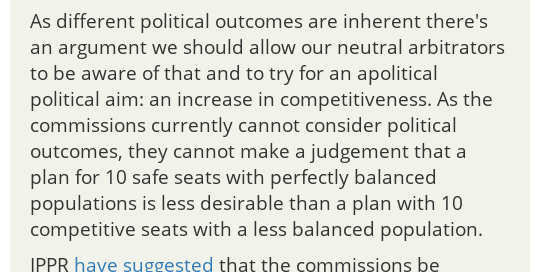 As different political outcomes are inherent there's
an argument we should allow our neutral arbitrators
to be aware of that and to try for an apolitical
political aim: an increase in competitiveness. As the
commissions currently cannot consider political
outcomes, they cannot make a judgement that a
plan for 10 safe seats with perfectly balanced
populations is less desirable than a plan with 10
competitive seats with a less balanced population.
IPPR have suggested that the commissions be